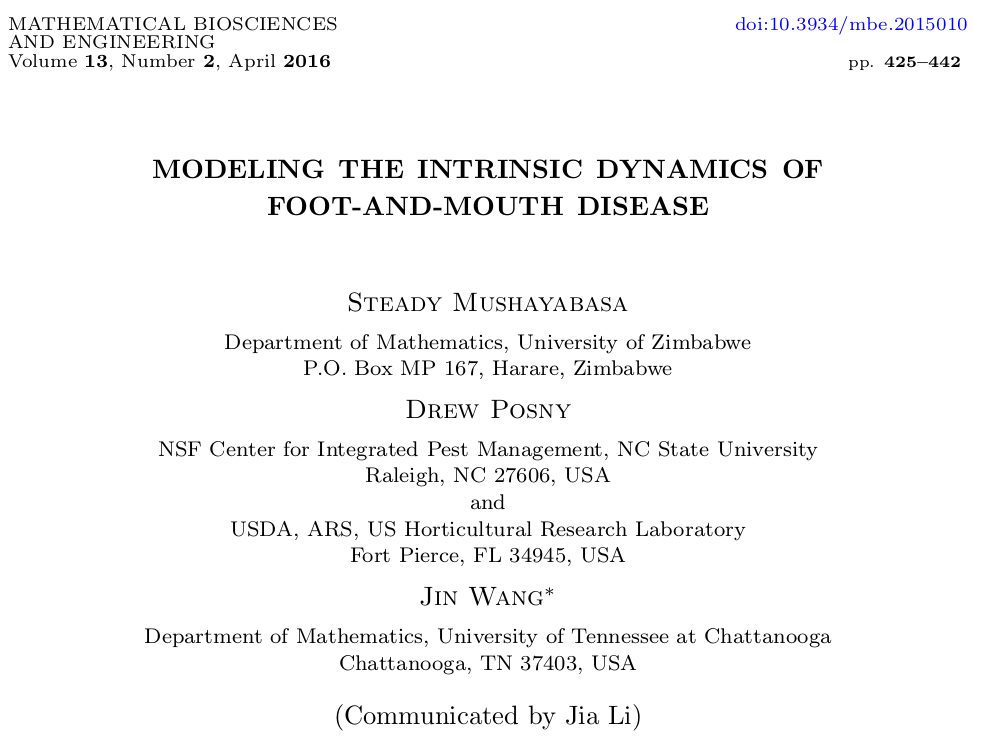 MATHEMATICAL BIOSCIENCES
AND ENGINEERING
Volume 13, Number 2, April 2016
doi:10.3934/mbe.2015010
pp. 425–442
MODELING THE INTRINSIC DYNAMICS OF
FOOT-AND-MOUTH DISEASE
Steady Mushayabasa
Department of Mathematics, University of Zimbabwe
P.O. Box MP 167, Harare, Zimbabwe
Drew Posny
NSF Center for Integrated Pest Management, NC State University
Raleigh, NC 27606, USA
and
USDA, ARS, US Horticultural Research Laboratory
Fort Pierce, FL 34945, USA
Jin Wang*
Department of Mathematics, University of Tennessee at Chattanooga
Chattanooga, TN 37403, USA
(Communicated by Jia Li)